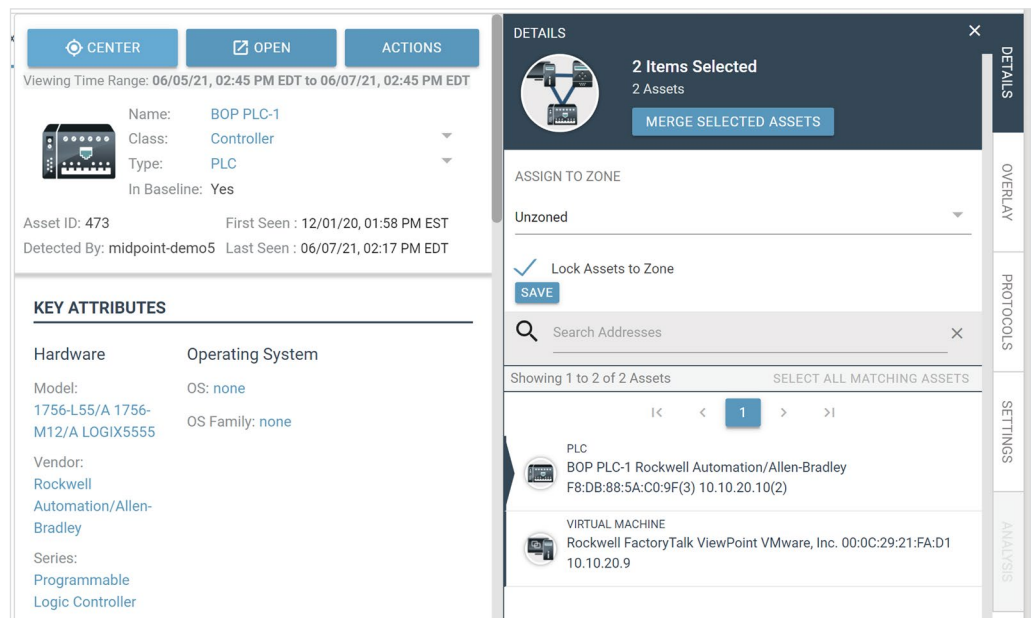 CENTER
OPEN
ACTIONS
Viewing Time Range: 06/05/21, 02:45 PM EDT to 06/07/21, 02:45 PM EDT
Name: BOP PLC-1
Class: Controller
Type: PLC
In Baseline: Yes
Asset ID: 473 First Seen : 12/01/20, 01:58 PM EST
Detected By: midpoint-demo5 Last Seen : 06/07/21, 02:17 PM EDT
KEY ATTRIBUTES
Hardware
Model:
1756-L55/A 1756-
M12/A LOGIX5555
Vendor:
Rockwell
Automation/Allen-
Bradley
Series:
Programmable
Logic Controller
Operating System
OS: none
OS Family: none
DETAILS
2 Items Selected
2 Assets
MERGE SELECTED ASSETS
ASSIGN TO ZONE
Unzoned
Lock Assets to Zone
SAVE
Search Addresses
Showing 1 to 2 of 2 Assets SELECT ALL MATCHING ASSETS
1
PLC
BOP PLC-1 Rockwell Automation/Allen-Bradley
F8:DB:88:5A:C0:9F(3) 10.10.20.10(2)
VIRTUAL MACHINE
Rockwell FactoryTalk ViewPoint VMware, Inc. 00:0C:29:21:FA:D1
10.10.20.9
DETAILS
OVERLAY
PROTOCOLS
SETTINGS
ANALYSIS